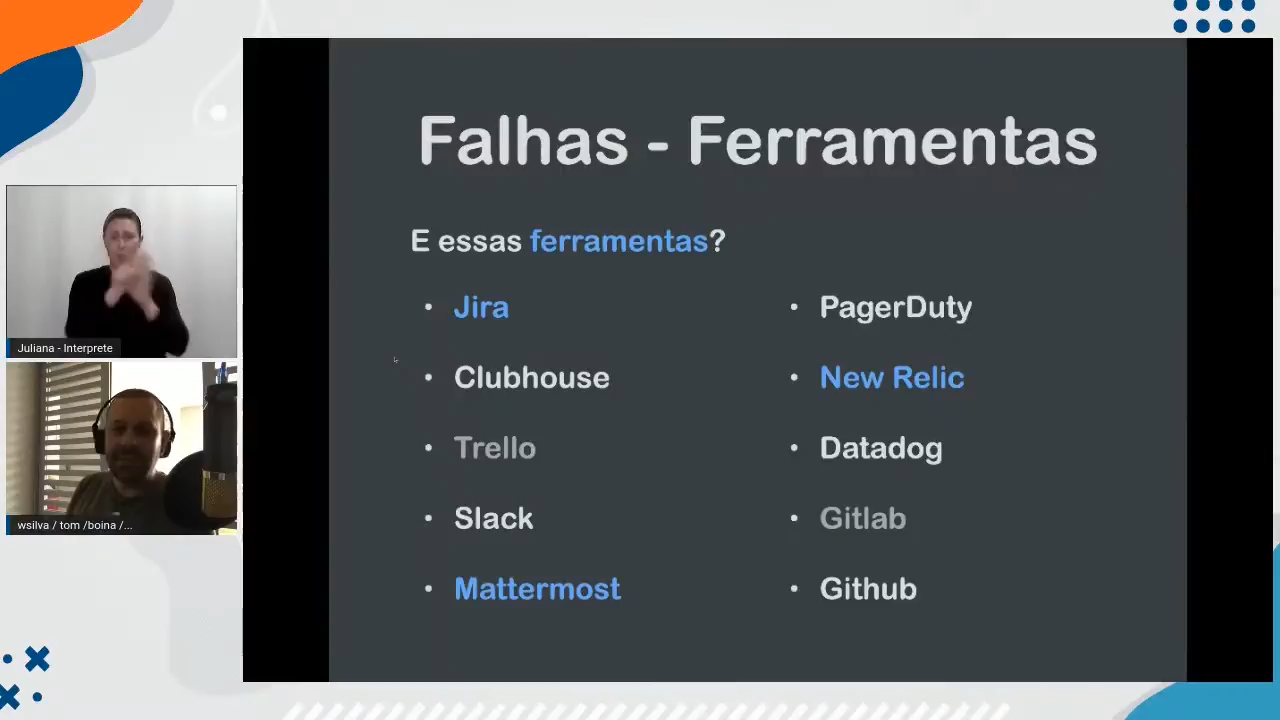 Falhas - Ferramentas
E essas ferramentas?
Jira
Clubhouse
Trello
Slack
Mattermost
PagerDuty
New Relic
Datadog
Gitlab
Github
Juliana - Interprete
wsilva / tom /boina /...